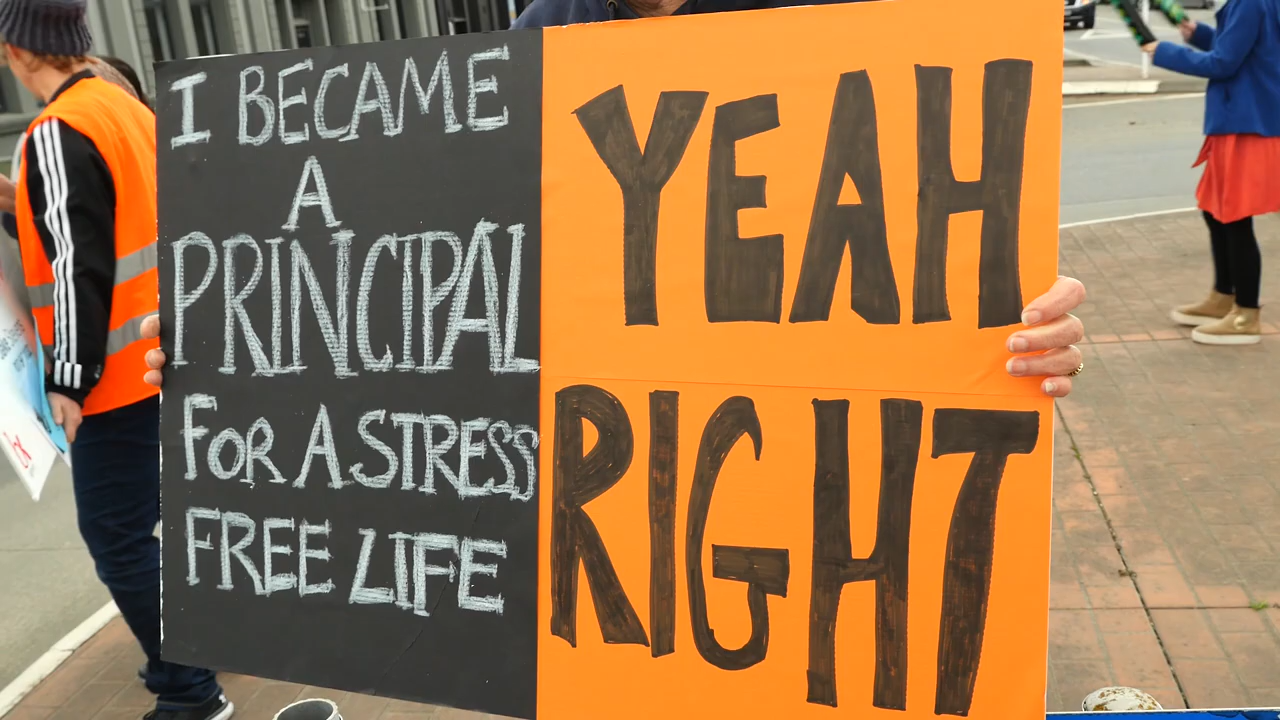 I BECAME
A
PRINCIPAL
FOR A STRESS
FREE LIFE
YEAH
RIGHT